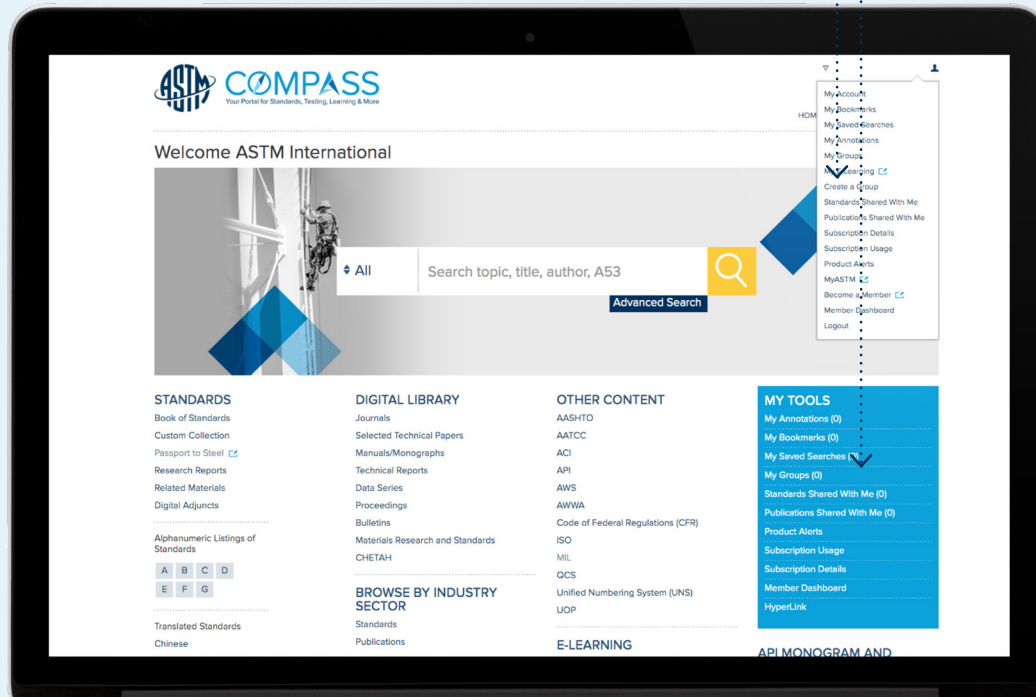 ASTM COMPASS
Your Portal for Standards, Testing, Learning & More
HOM
My Account
My Bookmarks
My Saved Searches
My Annotations
My Groups
Learning
Create a Group
Standards Shared With Me
Publications Shared With Me
Subscription Details
Subscription Usage
Product Alerts
MyASTM
Become a Member
Member Dashboard
Logout
Welcome ASTM International
All
Search topic, title, author, A53
Advanced Search
STANDARDS
Book of Standards
Custom Collection
Passport to Steel
Research Reports
Related Materials
Digital Adjuncts
Alphanumeric Listings of
Standards
A B C D
E F G
Translated Standards
Chinese
DIGITAL LIBRARY
Journals
Selected Technical Papers
Manuals/Monographs
Technical Reports
Data Series
Proceedings
Bulletins
Materials Research and Standards
CHETAH
BROWSE BY INDUSTRY
SECTOR
Standards
Publications
OTHER CONTENT
AASHTO
AATCC
ACI
API
AWS
AWWA
Code of Federal Regulations (CFR)
ISO
MIL
QCS
Unified Numbering System (UNS)
UOP
E-LEARNING
MY TOOLS
My Annotations (0)
My Bookmarks (0)
My Saved Searches
My Groups (0)
Standards Shared With Me (0)
Publications Shared With Me (0)
Product Alerts
Subscription Usage
Subscription Details
Member Dashboard
HyperLink
API MONOGRAM AND